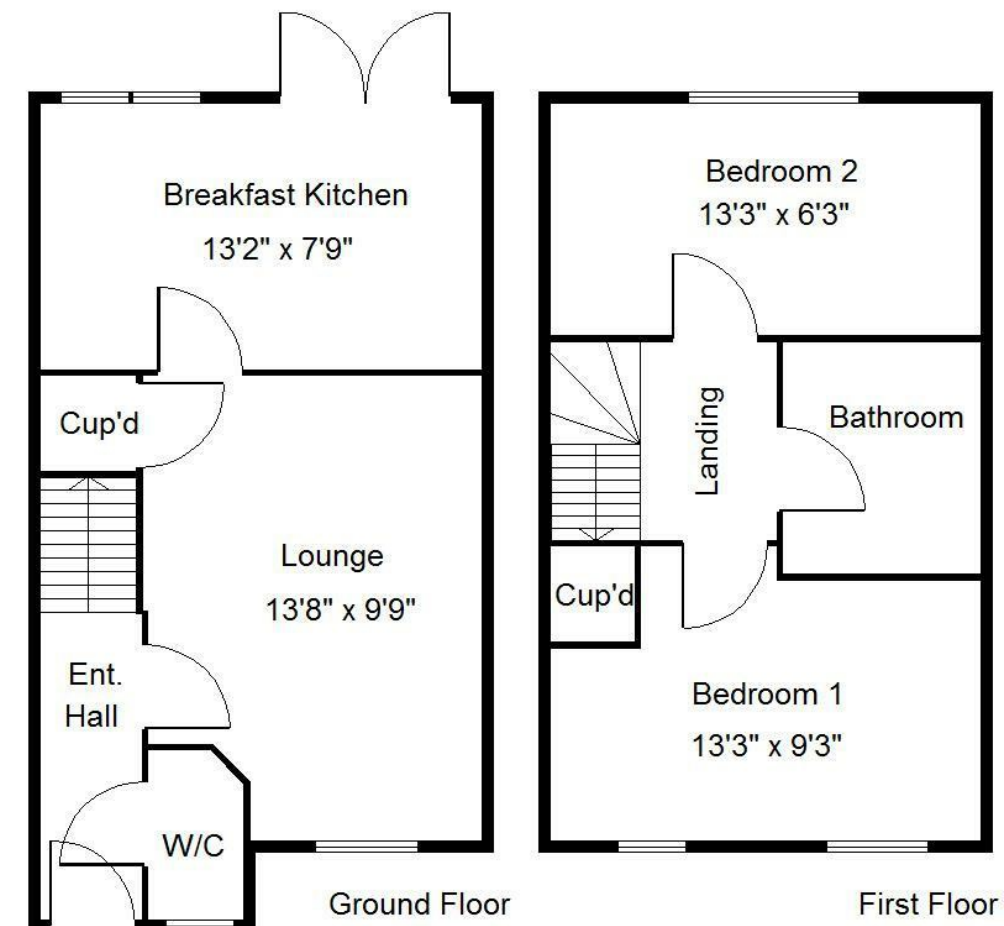 Breakfast Kitchen
13'2" x 7'9"
Cup'd
Lounge
13'8" x 9'9"
Ent.
Hall
W/C
Ground Floor
Bedroom 2
13'3" x 6'3"
Landing
Bathroom
Cup'd
Bedroom 1
13'3" x 9'3"
First Floor